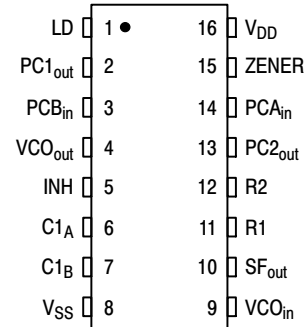 LD 1 16 VDD
PC1out 2 15 ZENER
PCBin 3 14 PCAin
VCOout 4 13 PC2out
INH 5 12 R2
C1A 6 11 R1
C1B 7 10 SFout
VSS 8 9 VCOin